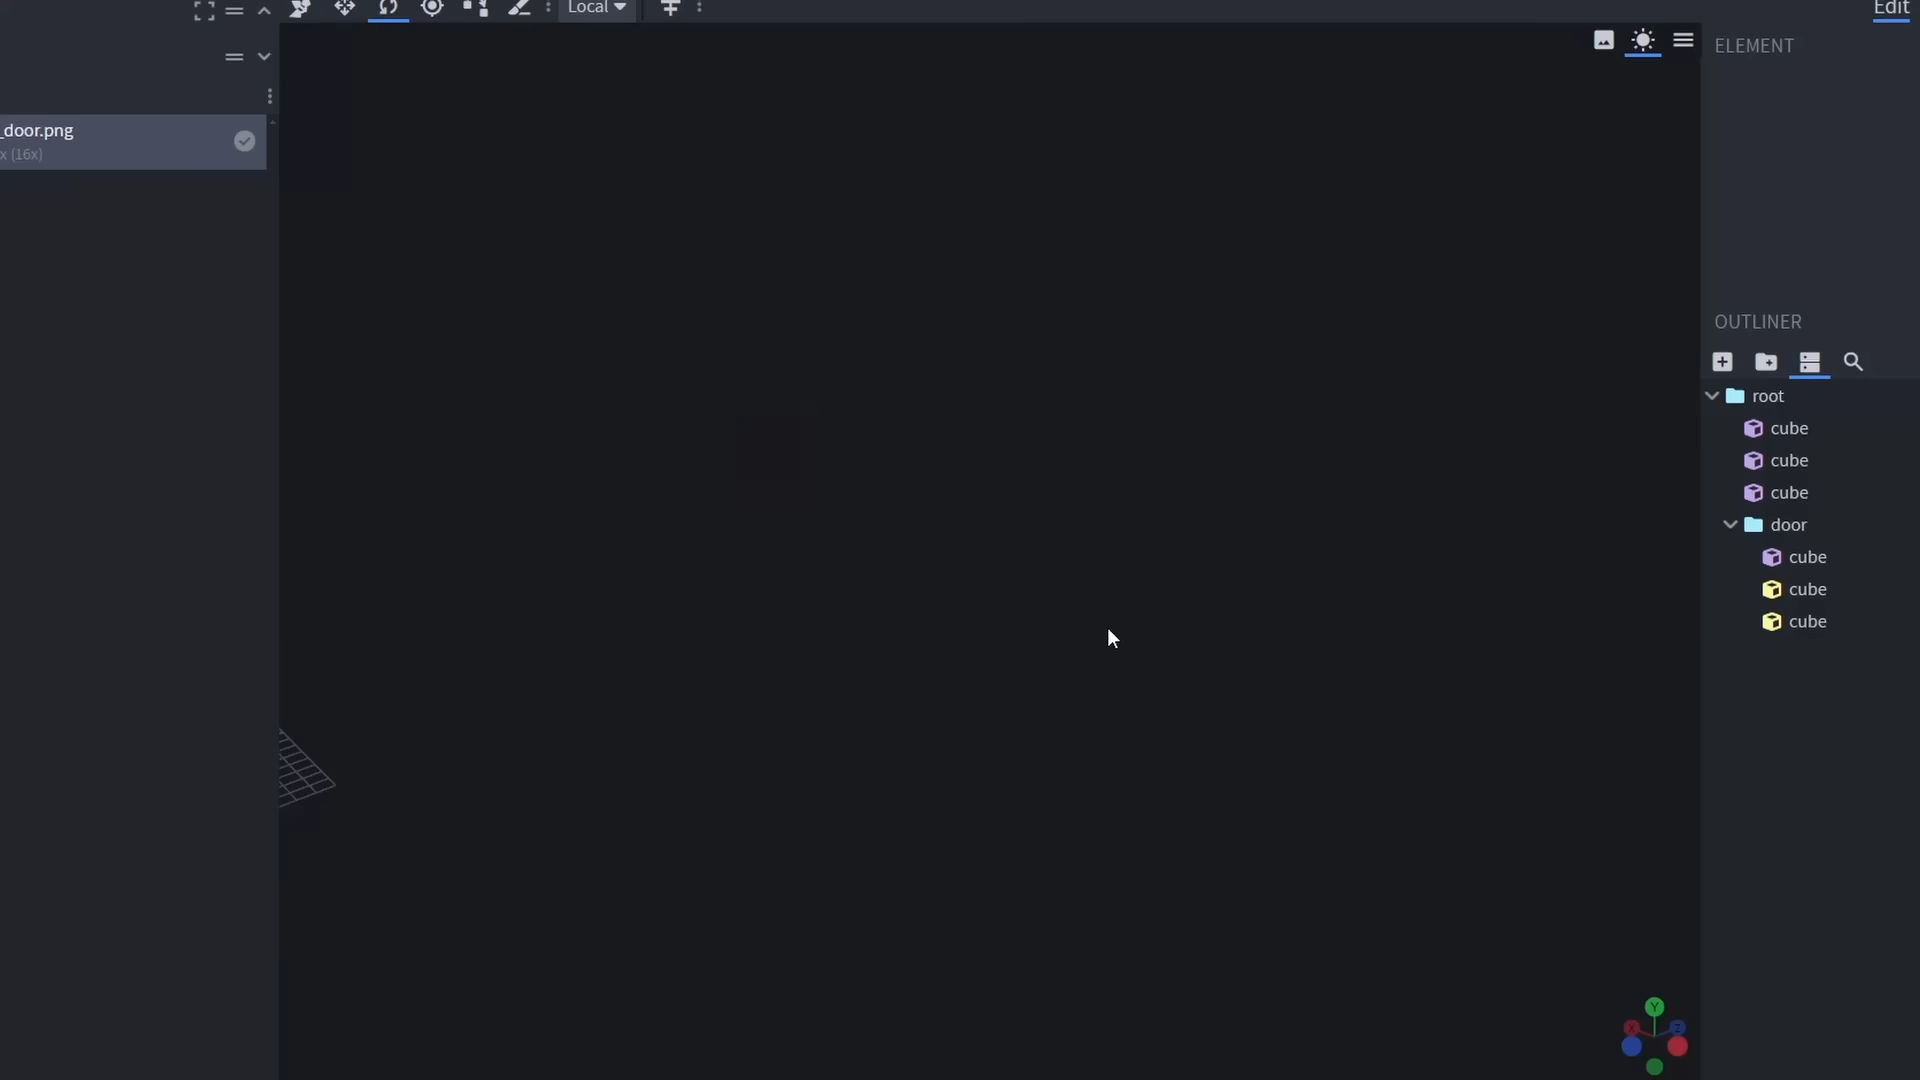 Local
Edit
ELEMENT
_door.png
x (16x)
OUTLINER
root
cube
cube
cube
door
cube
cube
cube
Y
X
Z